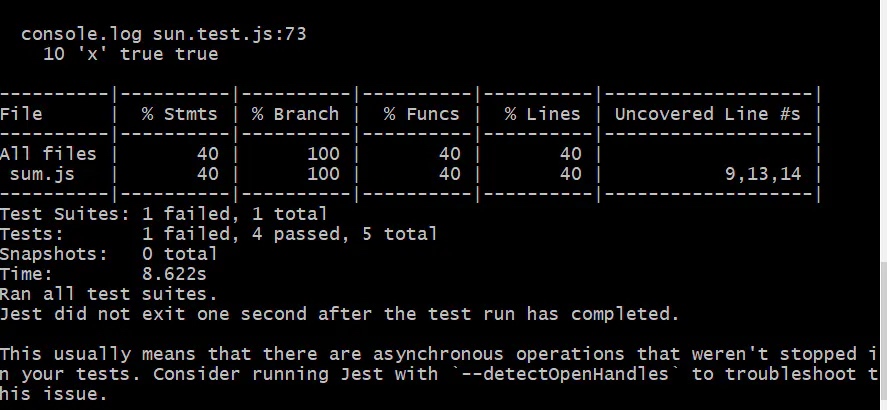 console.log sun.test.js:73
10 'x' true true
----------|----------|----------|----------|----------|-------------------|
File      |  % Stmts | % Branch |  % Funcs |  % Lines | Uncovered Line #s |
----------|----------|----------|----------|----------|-------------------|
All files |       40 |      100 |       40 |       40 |                   |
 sum.js   |       40 |      100 |       40 |       40 |           9,13,14 |
----------|----------|----------|----------|----------|-------------------|
Test Suites: 1 failed, 1 total
Tests:       1 failed, 4 passed, 5 total
Snapshots:   0 total
Time:        8.622s
Ran all test suites.
Jest did not exit one second after the test run has completed.
This usually means that there are asynchronous operations that weren't stopped i
n your tests. Consider running Jest with `--detectOpenHandles` to troubleshoot t
his issue.